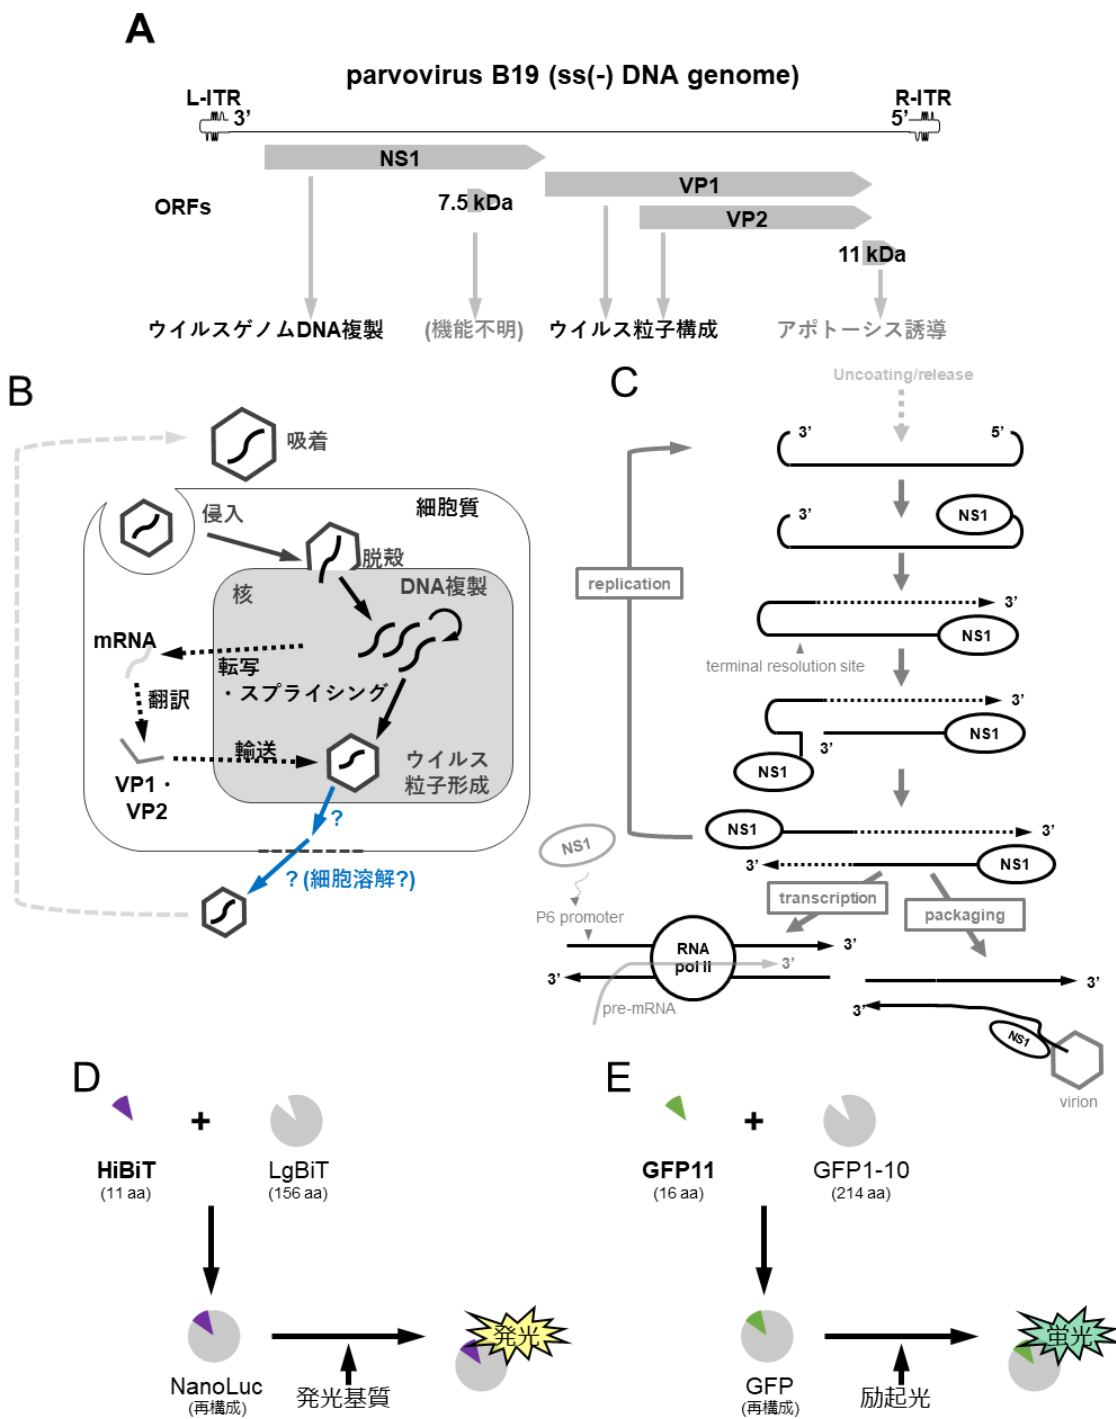 A
parvovirus B19 (ss(-) DNA genome)
L-ITR
R-ITR
3’
5’
NS1
VP1
ORFs
7.5 kDa
VP2
11 kDa
ウイルスゲノムDNA複製
(機能不明)
ウイルス粒子構成
アポトーシス誘導
B
吸着
細胞質
侵入
脱殻
核
DNA複製
mRNA
転写
・スプライシング
翻訳
輸送
VP1・
VP2
ウイルス
粒子形成
?
? (細胞溶解?)
C
Uncoating/release
3’
5’
NS1
3’
replication
3’
NS1
terminal resolution site
3’
3’
NS1
NS1
NS1
3’
3’
NS1
NS1
transcription
packaging
P6 promoter
RNA
pol II
3’
3’
3’
pre-mRNA
3’
3’
NS1
virion
D
+
HiBiT
(11 aa)
LgBiT
(156 aa)
NanoLuc
(再構成)
発光基質
発光
E
+
GFP11
(16 aa)
GFP1-10
(214 aa)
GFP
(再構成)
励起光
蛍光